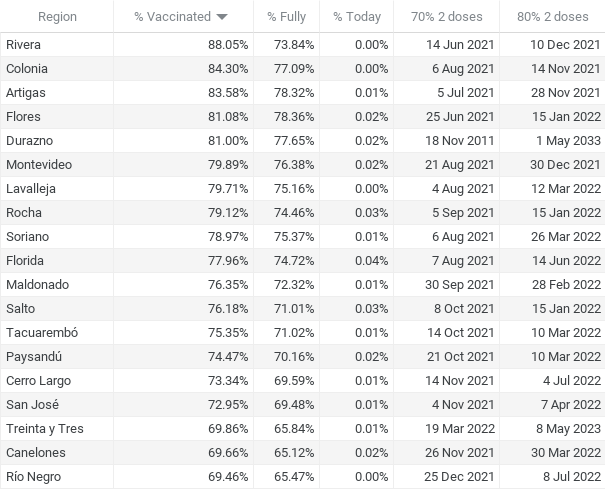 Region % Vaccinated % Fully % Today 70% 2 doses 80% 2 doses
Rivera 88.05% 73.84% 0.00% 14 Jun 2021 10 Dec 2021
Colonia 84.30% 77.09% 0.00% 6 Aug 2021 14 Nov 2021
Artigas 83.58% 78.32% 0.01% 5 Jul 2021 28 Nov 2021
Flores 81.08% 78.36% 0.02% 25 Jun 2021 15 Jan 2022
Durazno 81.00% 77.65% 0.02% 18 Nov 2011 1 May 2033
Montevideo 79.89% 76.38% 0.02% 21 Aug 2021 30 Dec 2021
Lavalleja 79.71% 75.16% 0.00% 4 Aug 2021 12 Mar 2022
Rocha 79.12% 74.46% 0.03% 5 Sep 2021 15 Jan 2022
Soriano 78.97% 75.37% 0.01% 6 Aug 2021 26 Mar 2022
Florida 77.96% 74.72% 0.04% 7 Aug 2021 14 Jun 2022
Maldonado 76.35% 72.32% 0.01% 30 Sep 2021 28 Feb 2022
Salto 76.18% 71.01% 0.03% 8 Oct 2021 15 Jan 2022
Tacuarembó 75.35% 71.02% 0.01% 14 Oct 2021 10 Mar 2022
Paysandú 74.47% 70.16% 0.02% 21 Oct 2021 10 Mar 2022
Cerro Largo 73.34% 69.59% 0.01% 14 Nov 2021 4 Jul 2022
San José 72.95% 69.48% 0.01% 4 Nov 2021 7 Apr 2022
Treinta y Tres 69.86% 65.84% 0.01% 19 Mar 2022 8 May 2023
Canelones 69.66% 65.12% 0.02% 26 Nov 2021 30 Mar 2022
Río Negro 69.46% 65.47% 0.00% 25 Dec 2021 8 Jul 2022